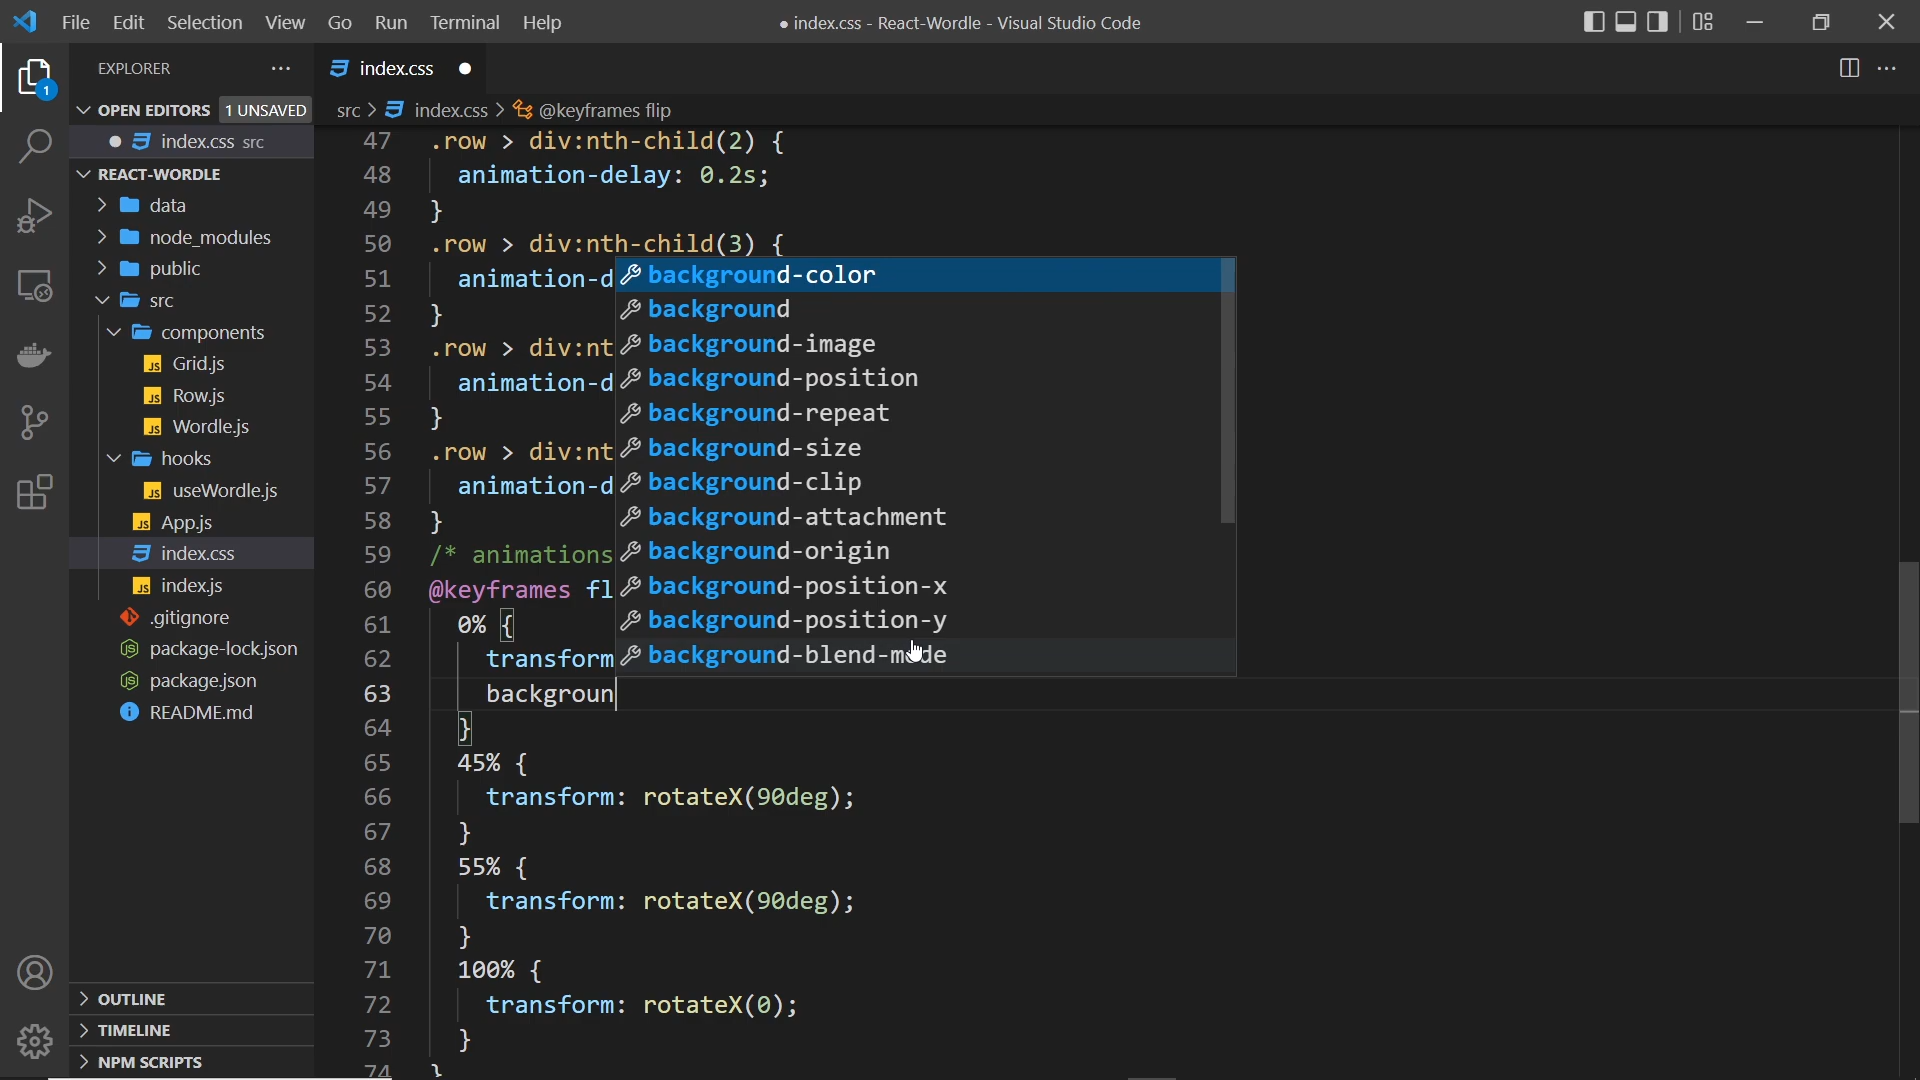 File Edit Selection View Go Run Terminal Help
● index.css - React-Wordle - Visual Studio Code
EXPLORER
index.css
1
OPEN EDITORS 1 UNSAVED
index.css src
REACT-WORDLE
data
node_modules
public
src
components
JS Grid.js
JS Row.js
JS Wordle.js
hooks
JS useWordle.js
JS App.js
index.css
JS index.js
.gitignore
package-lock.json
package.json
README.md
OUTLINE
TIMELINE
NPM SCRIPTS
src > index.css > @keyframes flip
47 .row > div:nth-child(2) {
48 animation-delay: 0.2s;
49 }
50 .row > div:nth-child(3) {
51 animation-d
52 }
53 .row > div:nt
54 animation-d
55 }
56 .row > div:nt
57 animation-d
58 }
59 /* animations
60 @keyframes fl
61 0% {
62 transform
63 backgroun
64 }
65 45% {
66 transform: rotateX(90deg);
67 }
68 55% {
69 transform: rotateX(90deg);
70 }
71 100% {
72 transform: rotateX(0);
73 }
74 }
background-color
background
background-image
background-position
background-repeat
background-size
background-clip
background-attachment
background-origin
background-position-x
background-position-y
background-blend-mode